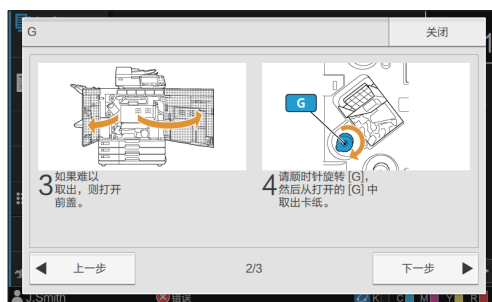 G
关闭
G
3 如果难以
取出，则打开
前盖。
4 请顺时针旋转 [G]，
然后从打开的 [G] 中
取出卡纸。
上一步
2/3
下一步
J.Smith
错误
K C M Y R